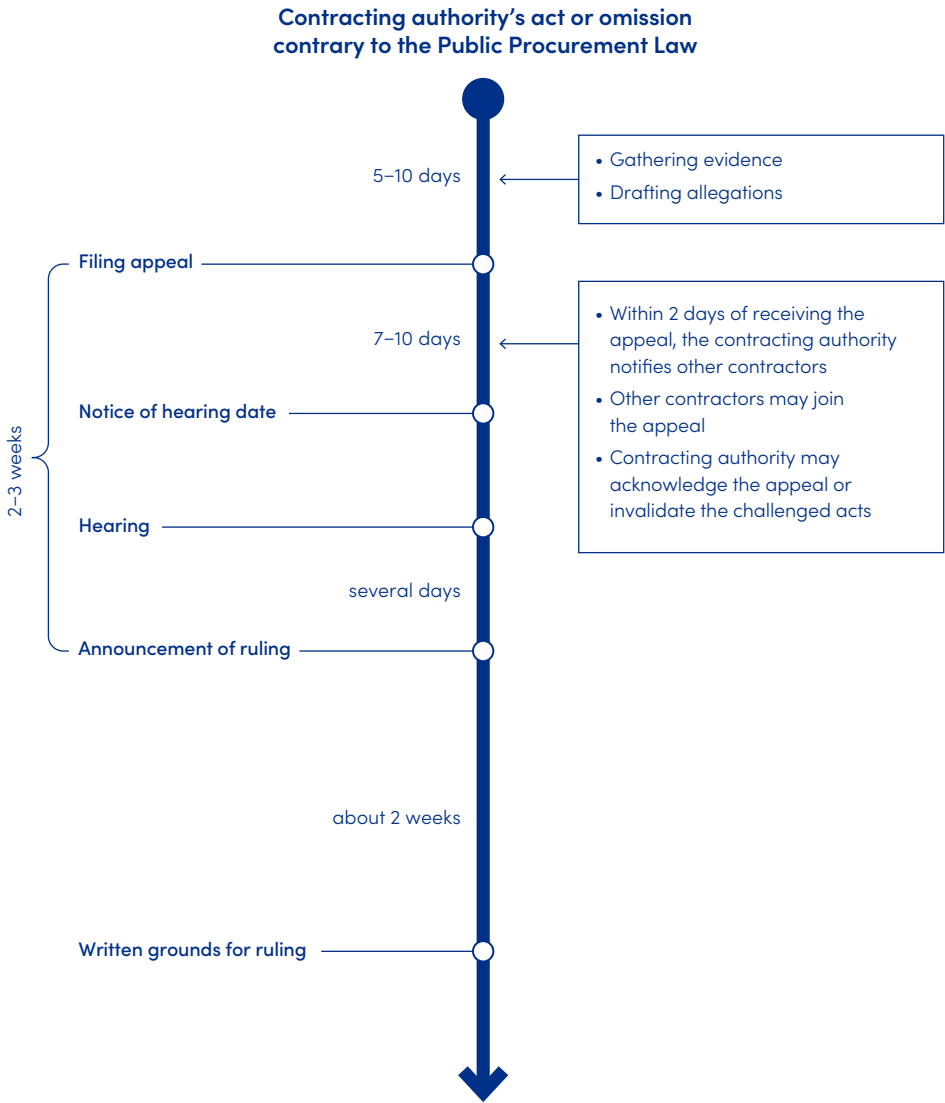 Contracting authority’s act or omission
contrary to the Public Procurement Law
5–10 days
• Gathering evidence
• Drafting allegations
Filing appeal
7–10 days
• Within 2 days of receiving the
appeal, the contracting authority
notifies other contractors
• Other contractors may join
the appeal
• Contracting authority may
acknowledge the appeal or
invalidate the challenged acts
Notice of hearing date
2–3 weeks
Hearing
several days
Announcement of ruling
about 2 weeks
Written grounds for ruling